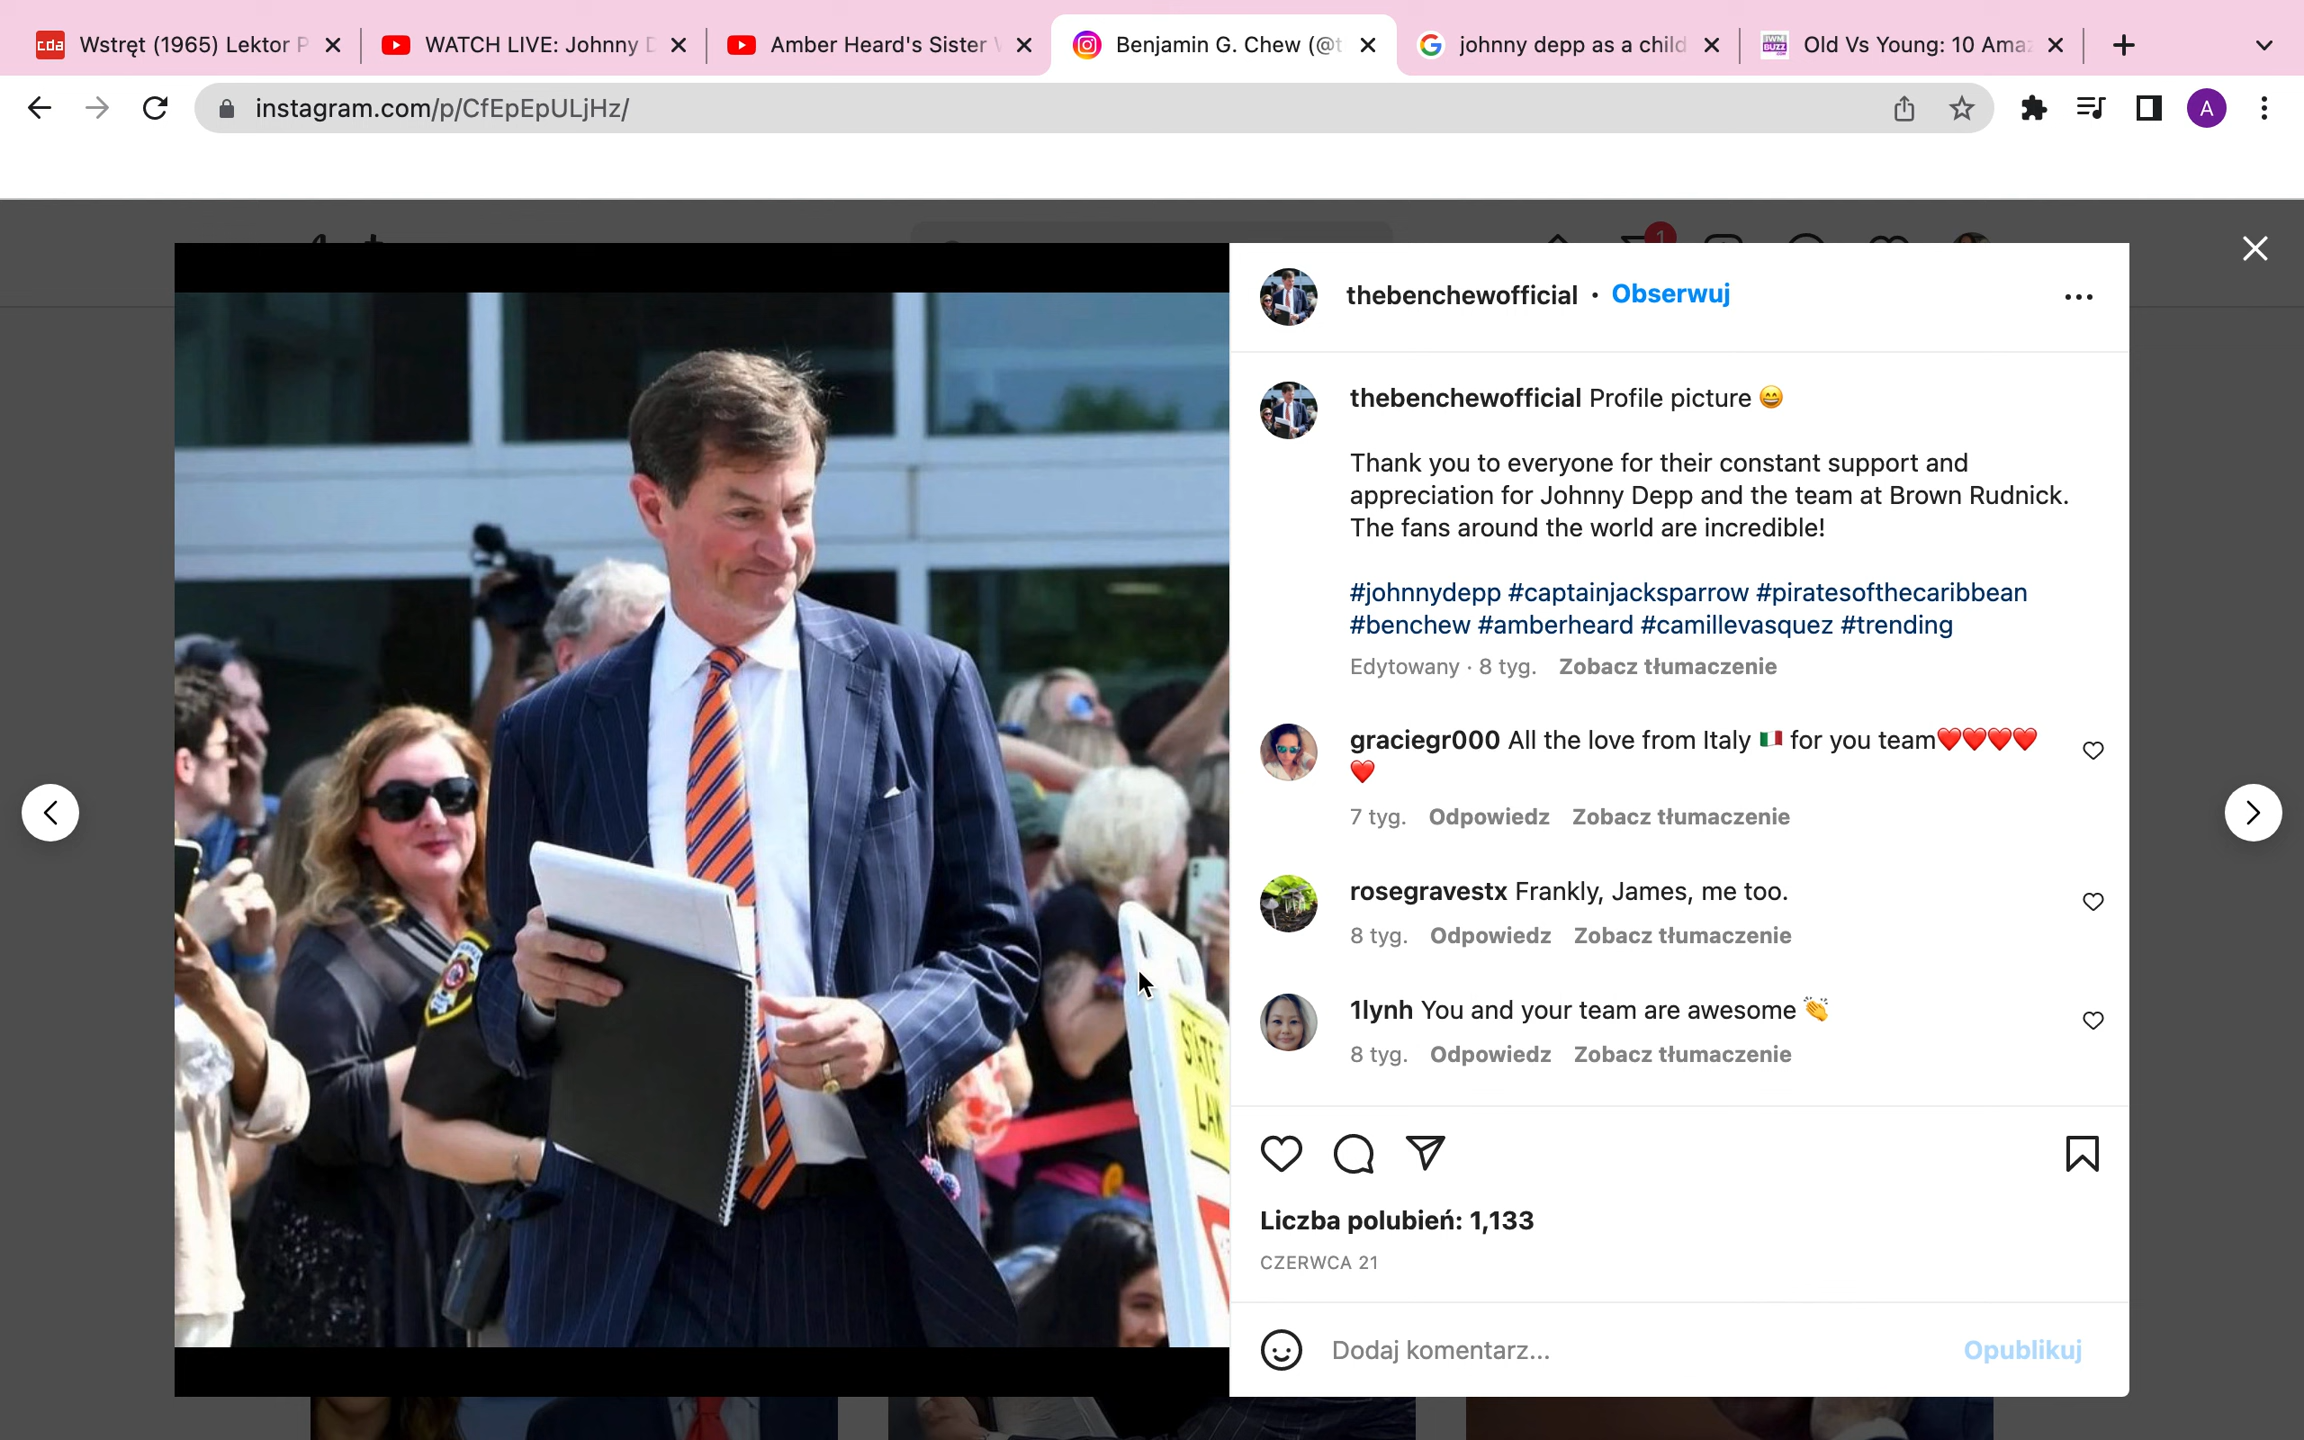 Wstręt (1965) Lektor P
WATCH LIVE: Johnny D
Amber Heard's Sister
Benjamin G. Chew (@t
johnny depp as a child
Old Vs Young: 10 Ama
instagram.com/p/CfEpEpULjHz/
A
1
thebenchewofficial • Obserwuj
thebenchewofficial Profile picture 😄
Thank you to everyone for their constant support and
appreciation for Johnny Depp and the team at Brown Rudnick.
The fans around the world are incredible!
#johnnydepp #captainjacksparrow #piratesofthecaribbean
#benchew #amberheard #camillevasquez #trending
Edytowany · 8 tyg. Zobacz tłumaczenie
graciegr000 All the love from Italy 🇮🇹 for you team❤️❤️❤️❤️
❤️
7 tyg. Odpowiedz Zobacz tłumaczenie
rosegravestx Frankly, James, me too.
8 tyg. Odpowiedz Zobacz tłumaczenie
1lynh You and your team are awesome 👏
8 tyg. Odpowiedz Zobacz tłumaczenie
STATE
LAW
Liczba polubień: 1,133
CZERWCA 21
Dodaj komentarz...
Opublikuj